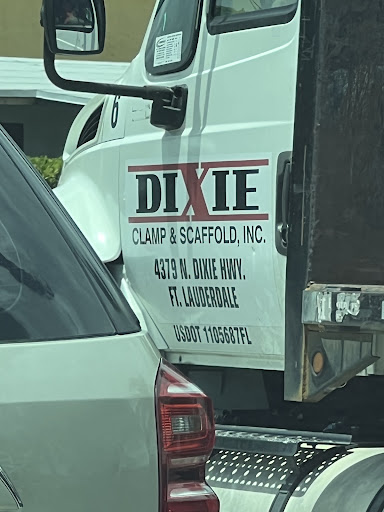 6
DIXIE
CLAMP & SCAFFOLD, INC.
4379 N. DIXIE HWY.
FT. LAUDERDALE
USDOT 1105687FL